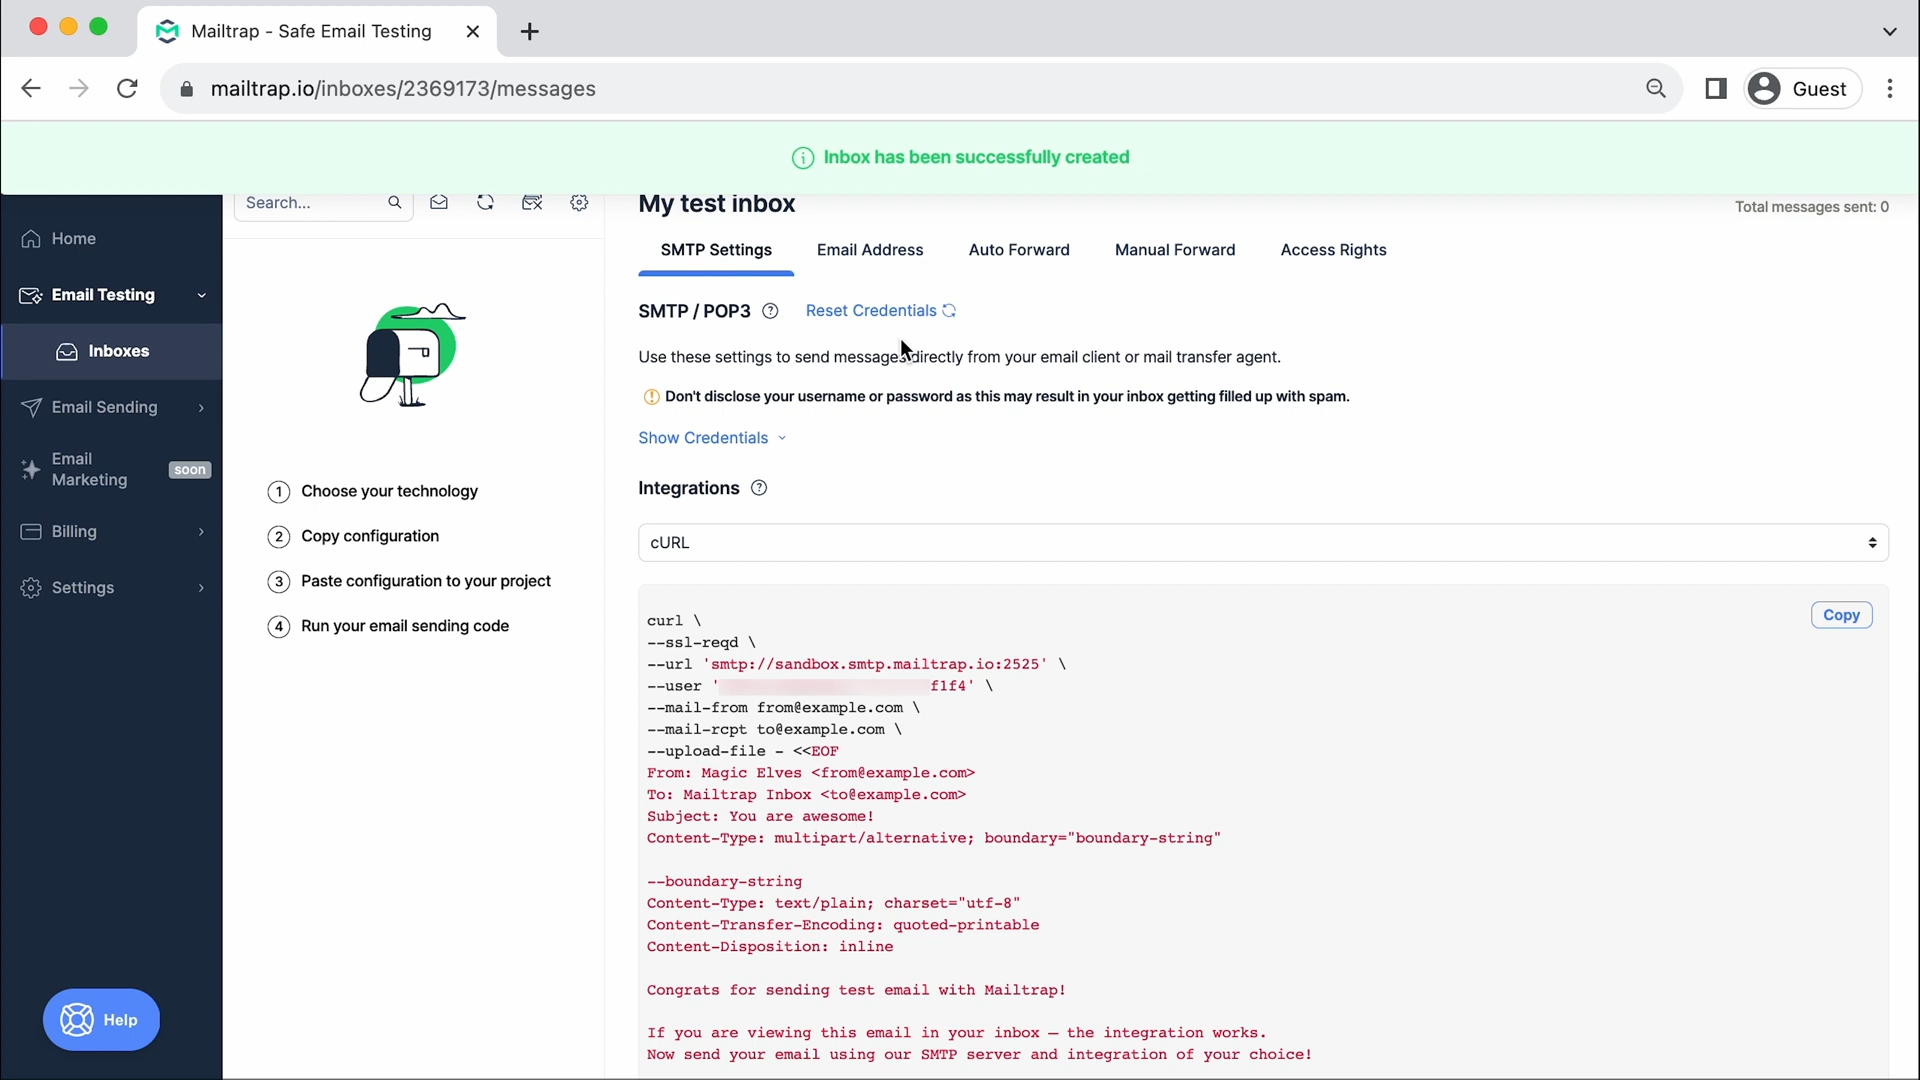 Mailtrap - Safe Email Testing
mailtrap.io/inboxes/2369173/messages
Guest
Inbox has been successfully created
Home
Email Testing
Inboxes
Email Sending
Email
Marketing
soon
Billing
Settings
Help
Search...
1 Choose your technology
2 Copy configuration
3 Paste configuration to your project
4 Run your email sending code
My test inbox
Total messages sent: 0
SMTP Settings Email Address Auto Forward Manual Forward Access Rights
SMTP / POP3 ? Reset Credentials
Use these settings to send messages directly from your email client or mail transfer agent.
Don't disclose your username or password as this may result in your inbox getting filled up with spam.
Show Credentials
Integrations ?
cURL
Copy
curl \
--ssl-reqd \
--url 'smtp://sandbox.smtp.mailtrap.io:2525' \
--user ' f1f4' \
--mail-from from@example.com \
--mail-rcpt to@example.com \
--upload-file - <<EOF
From: Magic Elves <from@example.com>
To: Mailtrap Inbox <to@example.com>
Subject: You are awesome!
Content-Type: multipart/alternative; boundary="boundary-string"
--boundary-string
Content-Type: text/plain; charset="utf-8"
Content-Transfer-Encoding: quoted-printable
Content-Disposition: inline
Congrats for sending test email with Mailtrap!
If you are viewing this email in your inbox – the integration works.
Now send your email using our SMTP server and integration of your choice!